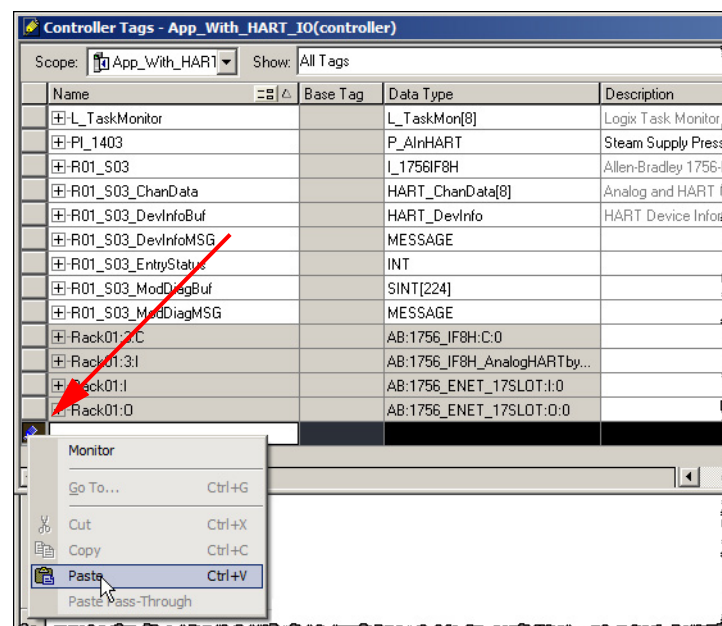 Controller Tags - App_With_HART_IO(controller)
Scope: App_With_HART Show: All Tags
Name Base Tag Data Type Description
L_TaskMonitor L_TaskMon[8] Logix Task Monitor
PI_1403 P_AInHART Steam Supply Press
R01_S03 I_1756IF8H Allen-Bradley 1756-
R01_S03_ChanData HART_ChanData[8] Analog and HART
R01_S03_DevInfoBuf HART_DevInfo HART Device Infor
R01_S03_DevInfoMSG MESSAGE
R01_S03_EntryStatus INT
R01_S03_ModDiagBuf SINT[224]
R01_S03_ModDiagMSG MESSAGE
Rack01:3:C AB:1756_IF8H:C:0
Rack01:3:I AB:1756_IF8H_AnalogHARTby...
Rack01:I AB:1756_ENET_17SLOT:I:0
Rack01:O AB:1756_ENET_17SLOT:O:0
Monitor
Go To... Ctrl+G
Cut Ctrl+X
Copy Ctrl+C
Paste Ctrl+V
Paste Pass-Through